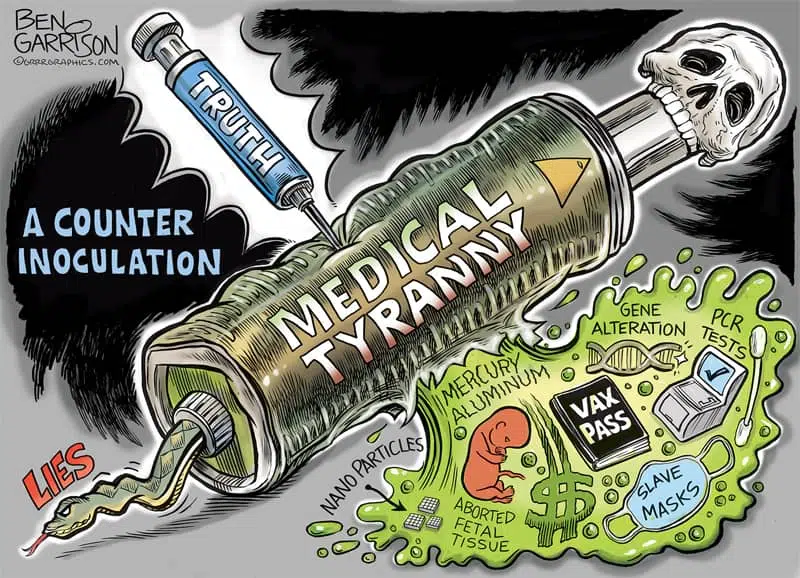 BEN
GARRISON
©GRRRGRAPHICS.COM
TRUTH
A COUNTER
INOCULATION
MEDICAL
TYRANNY
LIES
MERCURY
ALUMINUM
GENE
ALTERATION
PCR
TESTS
VAX
PASS
NANO PARTICLES
ABORTED
FETAL
TISSUE
$
SLAVE
MASKS